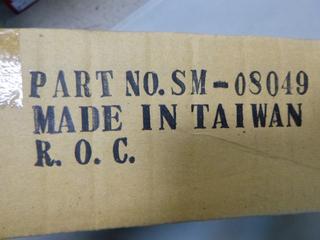 PART NO. SM-08049
MADE IN TAIWAN
R. O. C.